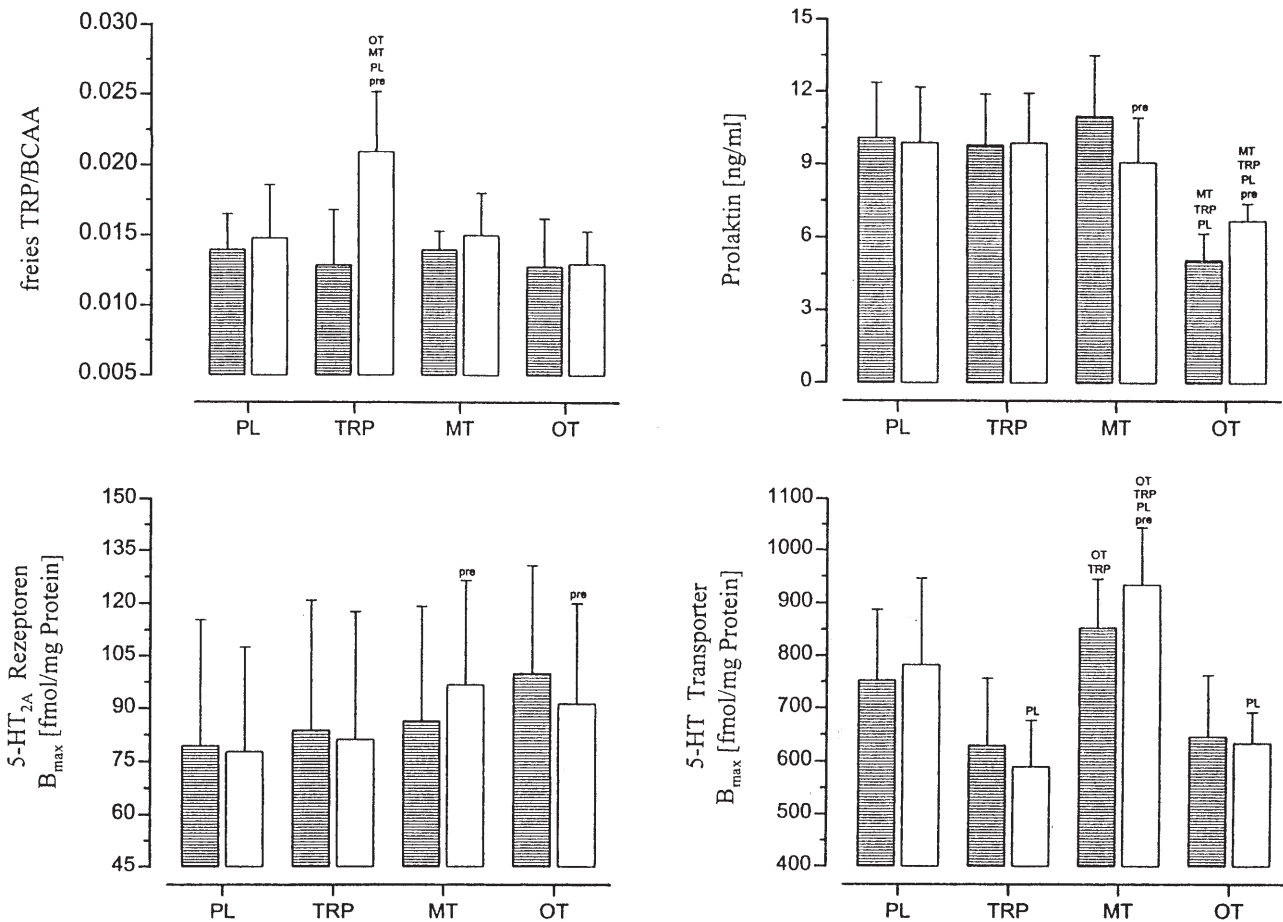 freies TRP/BCAA
0.030
0.025
0.020
0.015
0.010
0.005
OT
MT
PL
pre
PL TRP MT OT
Prolaktin [ng/ml]
15
12
9
6
3
0
pre
MT
TRP
PL
MT
TRP
PL
pre
PL TRP MT OT
5-HT2A Rezeptoren
Bmax [fmol/mg Protein]
150
135
120
105
90
75
60
45
pre
pre
PL TRP MT OT
5-HT Transporter
Bmax [fmol/mg Protein]
1100
1000
900
800
700
600
500
400
PL
OT
TRP
OT
TRP
PL
pre
PL
PL TRP MT OT